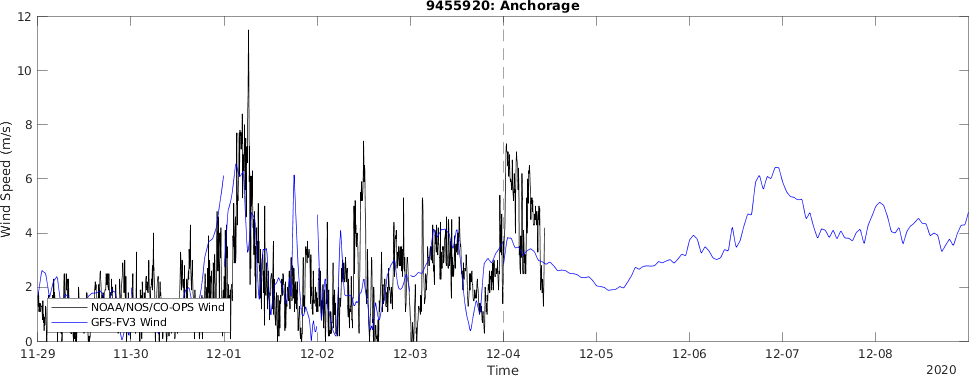 9455920: Anchorage
12
10
8
6
4
2
0
Wind Speed (m/s)
NOAA/NOS/CO-OPS Wind
GFS-FV3 Wind
11-29 11-30 12-01 12-02 12-03 12-04 12-05 12-06 12-07 12-08
Time
2020